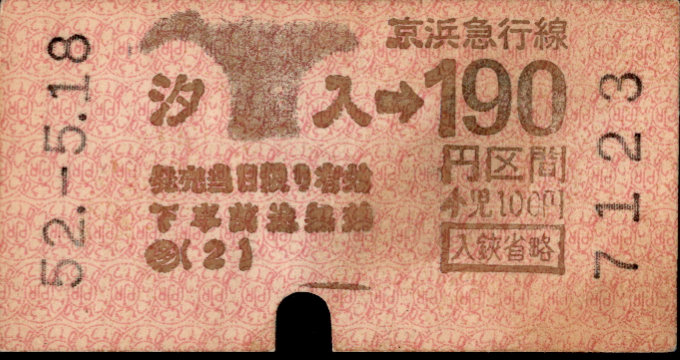 52.-5.18
京浜急行線
汐入→190
円区間
小児100円
入鋏省略
発売当日限り有効
下車前途無効
(2)
7123